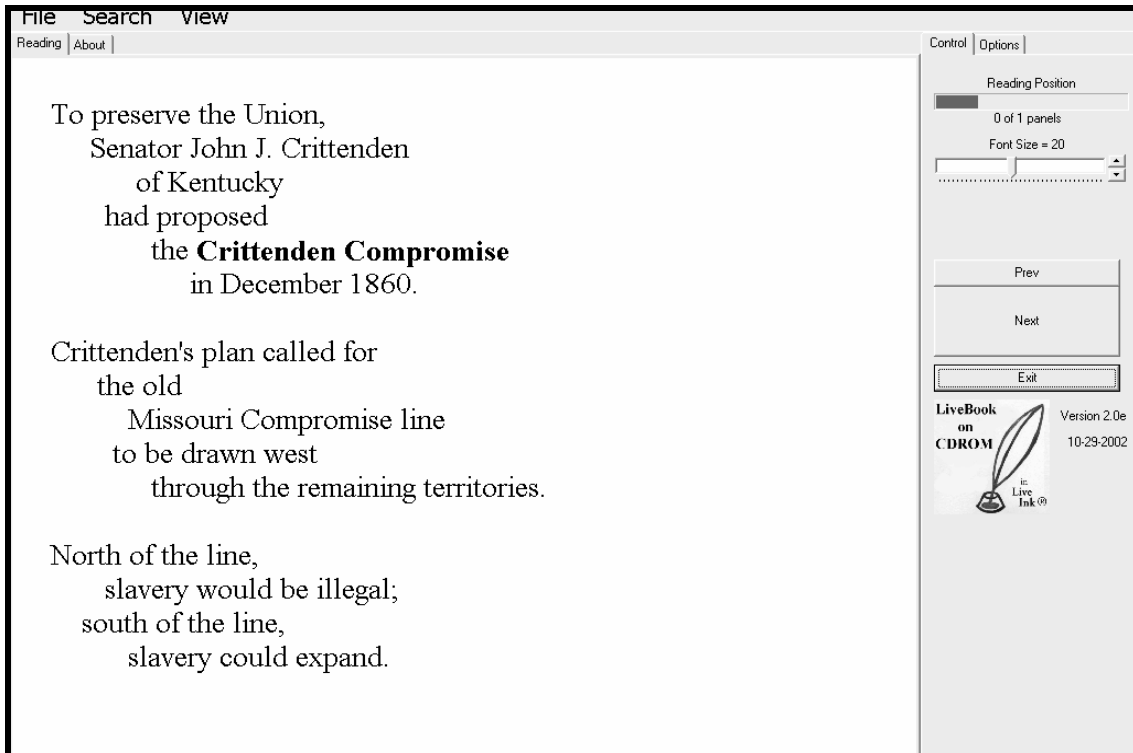 File Search View
Reading About
To preserve the Union,
Senator John J. Crittenden
of Kentucky
had proposed
the Crittenden Compromise
in December 1860.
Crittenden's plan called for
the old
Missouri Compromise line
to be drawn west
through the remaining territories.
North of the line,
slavery would be illegal;
south of the line,
slavery could expand.
Control Options
Reading Position
0 of 1 panels
Font Size = 20
Prev
Next
Exit
LiveBook
on
CDROM
in
Live
Ink ®
Version 2.0e
10-29-2002